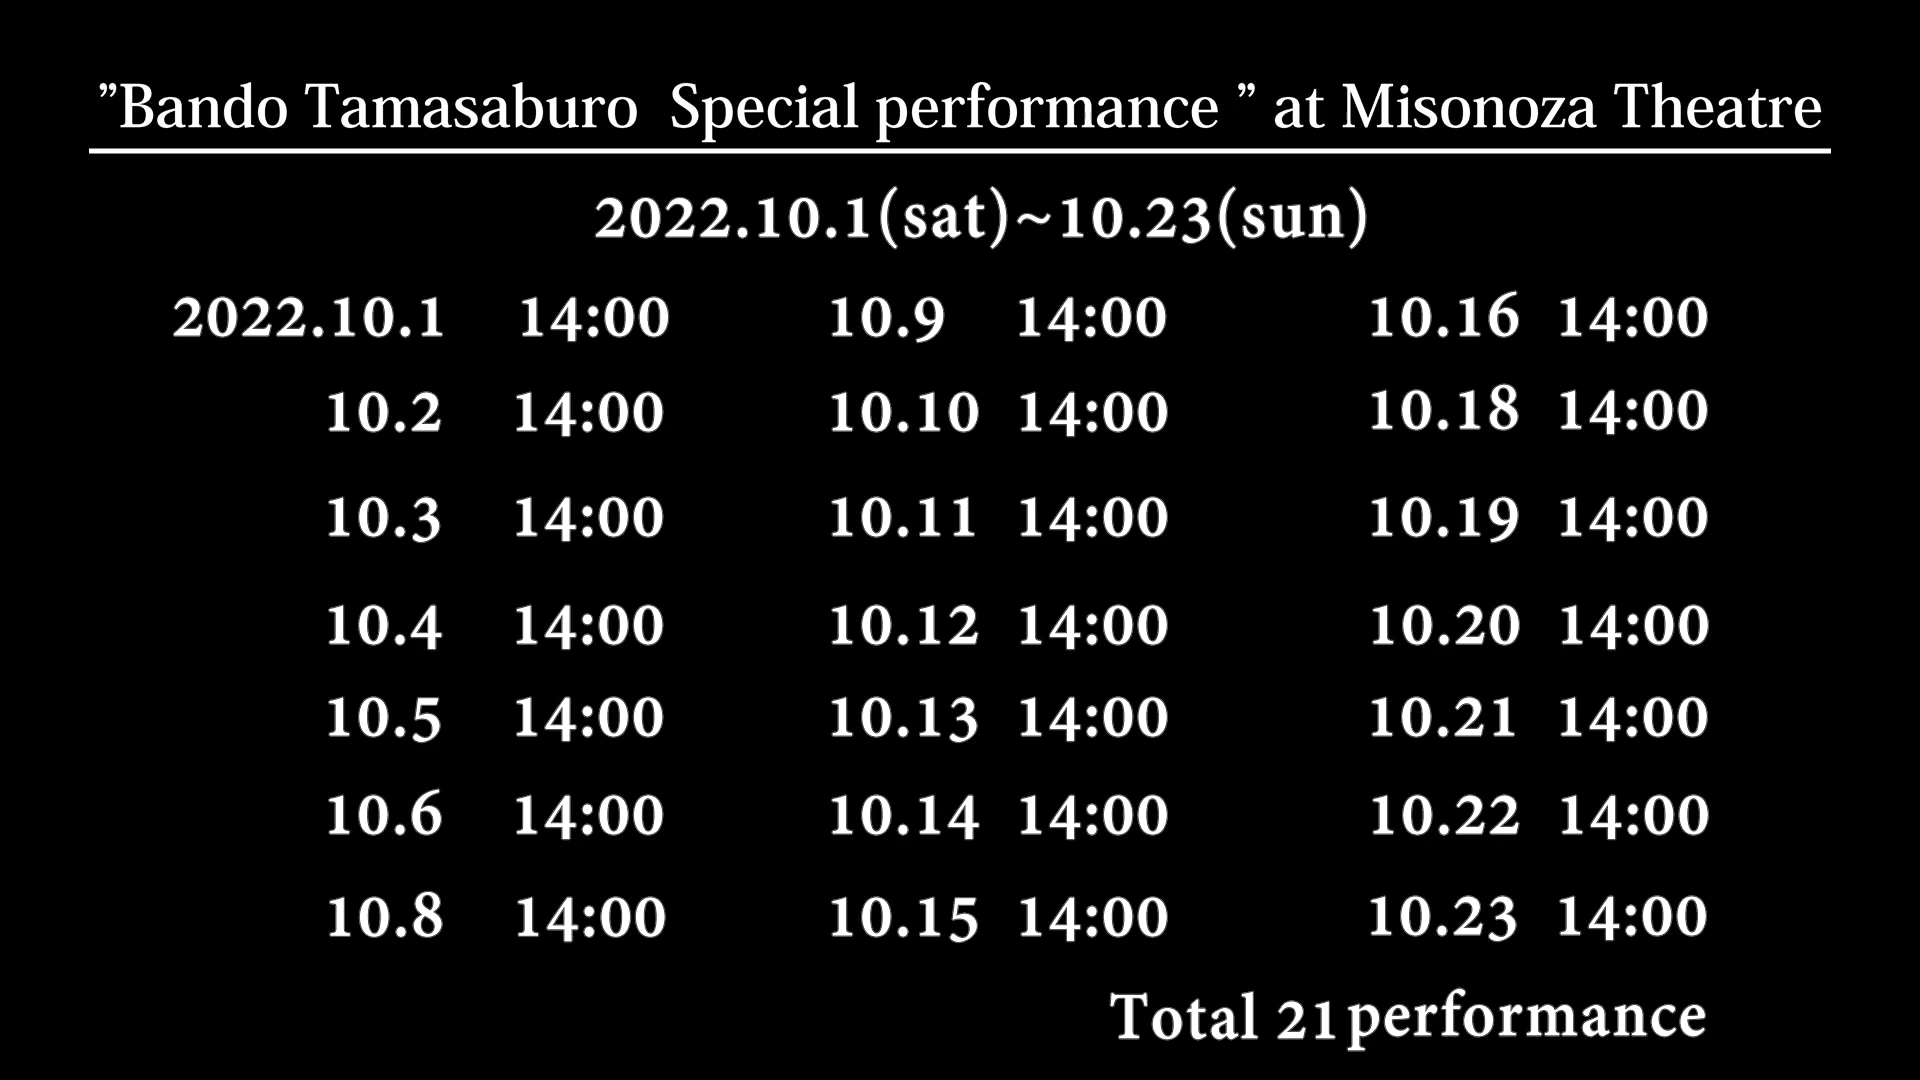 ”Bando Tamasaburo Special performance ” at Misonoza Theatre
2022.10.1(sat)~10.23(sun)
2022.10.1 14:00 10.9 14:00 10.16 14:00
10.2 14:00 10.10 14:00 10.18 14:00
10.3 14:00 10.11 14:00 10.19 14:00
10.4 14:00 10.12 14:00 10.20 14:00
10.5 14:00 10.13 14:00 10.21 14:00
10.6 14:00 10.14 14:00 10.22 14:00
10.8 14:00 10.15 14:00 10.23 14:00
Total 21 performance